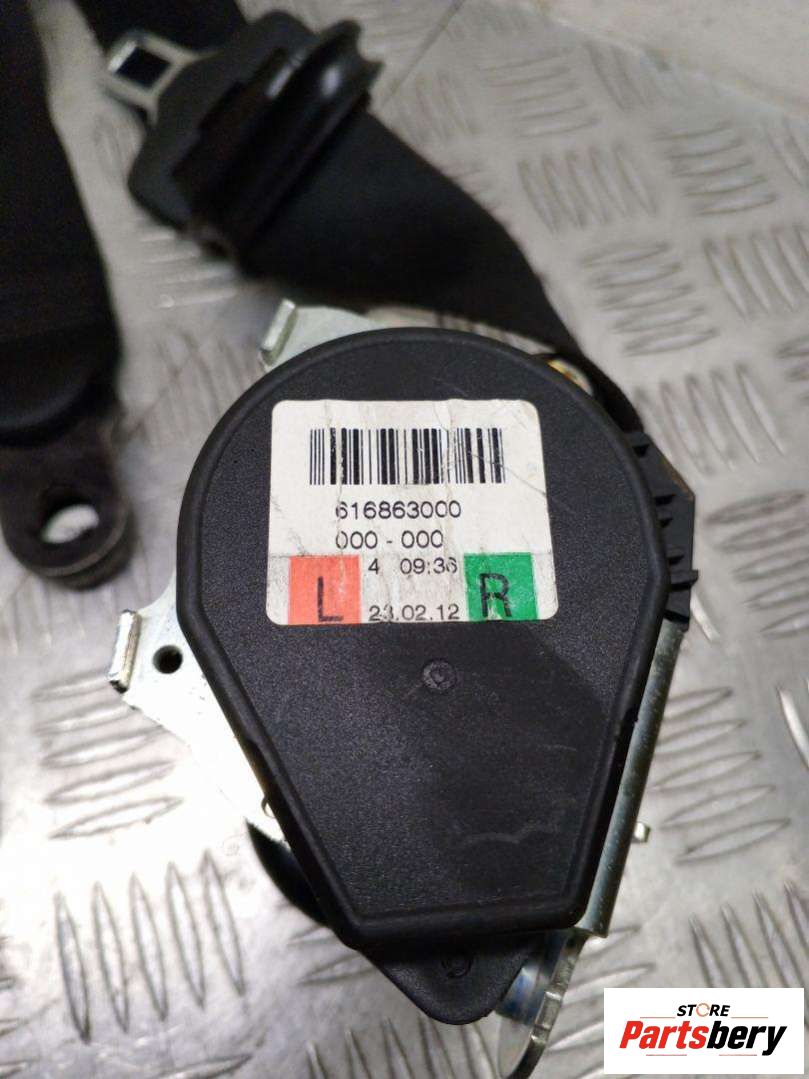 616863000
000 - 000
4 09:36
L 23.02.12 R
STORE
Partsbery